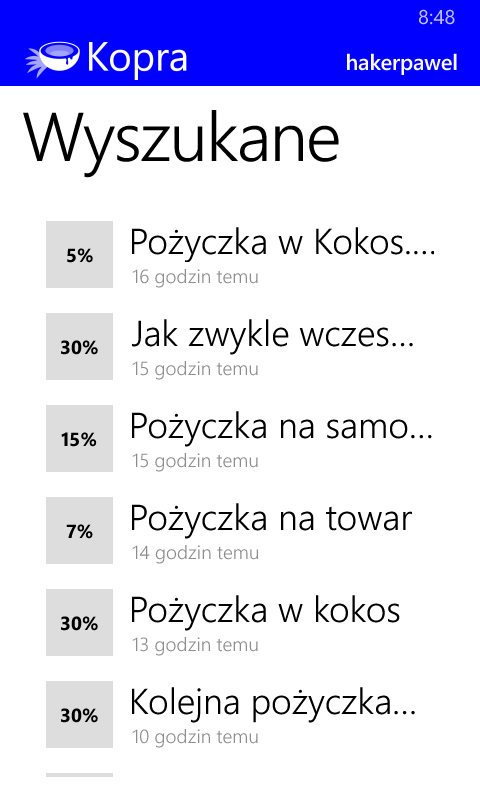 8:48
Kopra
hakerpawel
Wyszukane
5%
Pożyczka w Kokos....
16 godzin temu
30%
Jak zwykle wczes...
15 godzin temu
15%
Pożyczka na samo...
15 godzin temu
7%
Pożyczka na towar
14 godzin temu
30%
Pożyczka w kokos
13 godzin temu
30%
Kolejna pożyczka...
10 godzin temu